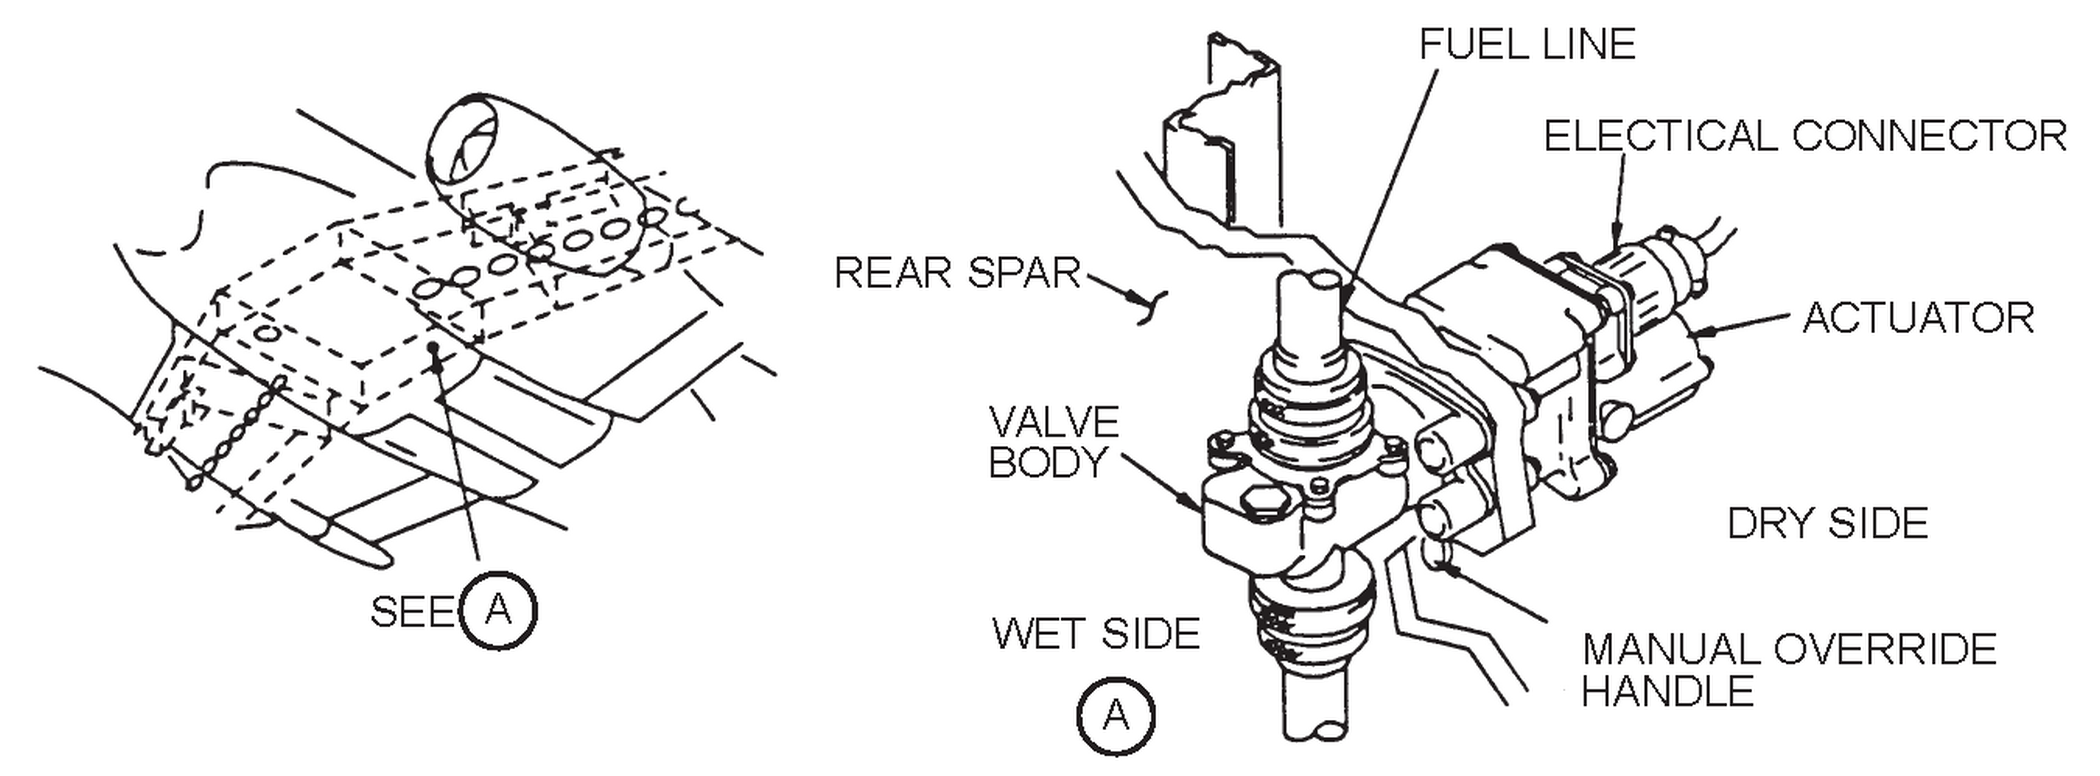 SEE A
FUEL LINE
ELECTICAL CONNECTOR
REAR SPAR
ACTUATOR
VALVE
BODY
DRY SIDE
WET SIDE
MANUAL OVERRIDE
HANDLE
A